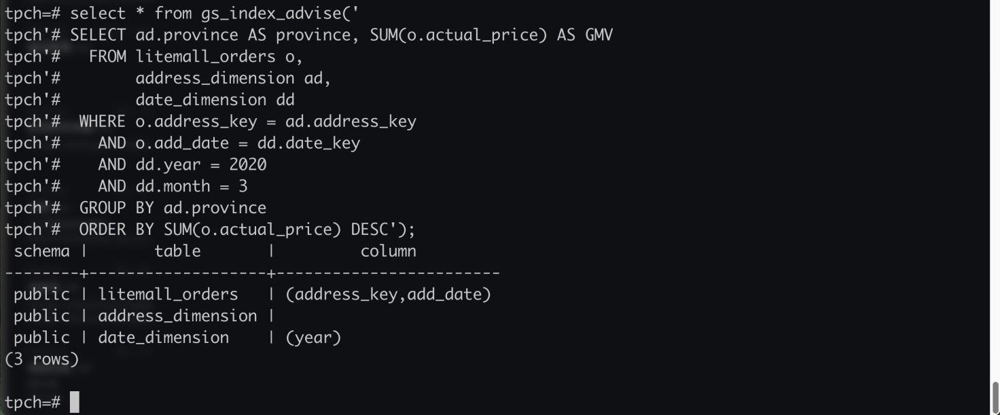 tpch=# select * from gs_index_advise('
tpch'# SELECT ad.province AS province, SUM(o.actual_price) AS GMV
tpch'#   FROM litemall_orders o,
tpch'#        address_dimension ad,
tpch'#        date_dimension dd
tpch'#  WHERE o.address_key = ad.address_key
tpch'#    AND o.add_date = dd.date_key
tpch'#    AND dd.year = 2020
tpch'#    AND dd.month = 3
tpch'#  GROUP BY ad.province
tpch'#  ORDER BY SUM(o.actual_price) DESC');
 schema |       table       |         column
--------+-------------------+------------------------
 public | litemall_orders   | (address_key,add_date)
 public | address_dimension |
 public | date_dimension    | (year)
(3 rows)
tpch=#